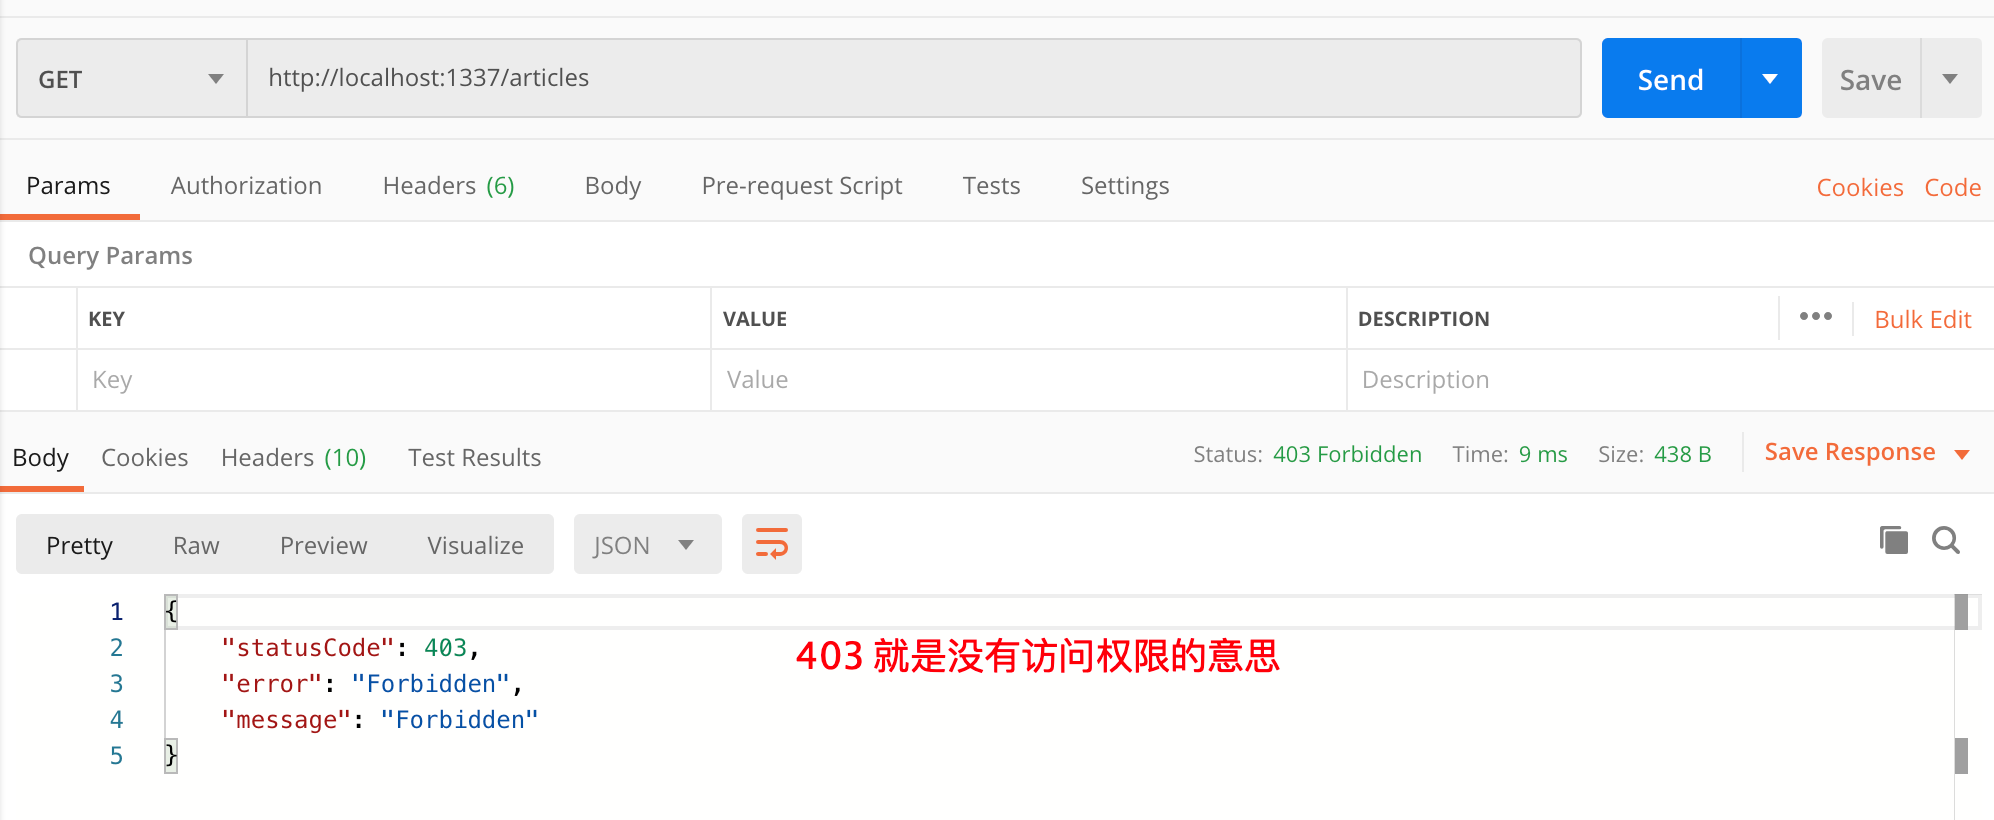 GET http://localhost:1337/articles Send Save
Params Authorization Headers (6) Body Pre-request Script Tests Settings Cookies Code
Query Params
KEY VALUE DESCRIPTION ••• Bulk Edit
Key Value Description
Body Cookies Headers (10) Test Results Status: 403 Forbidden Time: 9 ms Size: 438 B Save Response
Pretty Raw Preview Visualize JSON
1 {
2 "statusCode": 403,
403 就是没有访问权限的意思
3 "error": "Forbidden",
4 "message": "Forbidden"
5 }